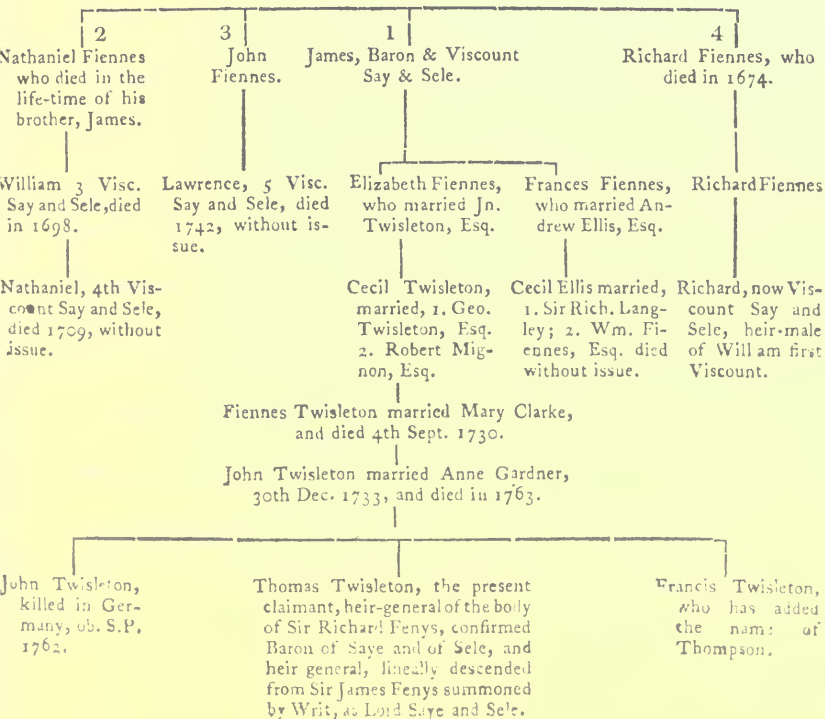 2
Nathaniel Fiennes
who died in the
life-time of his
brother, James.
3
John
Fiennes.
1
James, Baron & Viscount
Say & Sele.
4
Richard Fiennes, who
died in 1674.
William 3 Visc.
Say and Sele, died
in 1698.
Lawrence, 5 Visc.
Say and Sele, died
1742, without is-
sue.
Elizabeth Fiennes,
who married Jn.
Twisleton, Esq.
Frances Fiennes,
who married An-
drew Ellis, Esq.
Richard Fiennes
Nathaniel, 4th Vis-
count Say and Sele,
died 1709, without
issue.
Cecil Twisleton,
married, 1. Geo.
Twisleton, Esq.
2. Robert Mig-
non, Esq.
Cecil Ellis married,
1. Sir Rich. Lang-
ley; 2. Wm. Fi-
ennes, Esq. died
without issue.
Richard, now Vis-
count Say and
Sele, heir-male
of William first
Viscount.
Fiennes Twisleton married Mary Clarke,
and died 4th Sept. 1730.
John Twisleton married Anne Gardner,
30th Dec. 1733, and died in 1763.
John Twisleton,
killed in Ger-
many, ob. S.P.
1762.
Thomas Twisleton, the present
claimant, heir-general of the body
of Sir Richard Fenys, confirmed
Baron of Saye and of Sele, and
heir general, lineally descended
from Sir James Fenys summoned
by Writ, as Lord Saye and Sele.
Francis Twisleton,
who has added
the name of
Thompson.